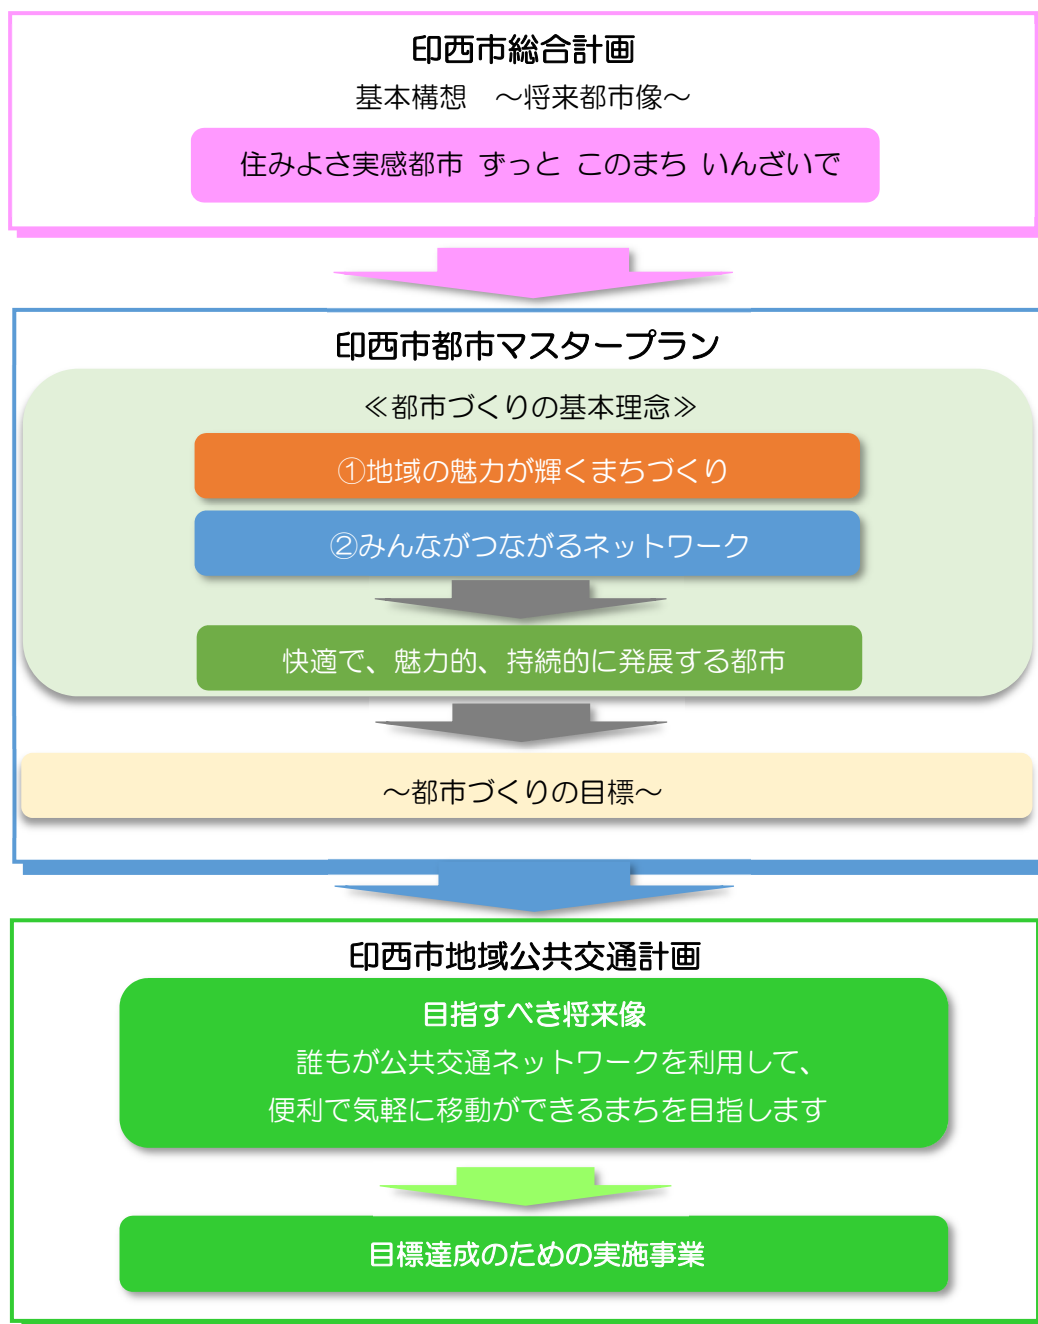 印西市総合計画
基本構想　～将来都市像～
住みよさ実感都市 ずっと このまち いんざいで
印西市都市マスタープラン
≪都市づくりの基本理念≫
①地域の魅力が輝くまちづくり
②みんながつながるネットワーク
快適で、魅力的、持続的に発展する都市
～都市づくりの目標～
印西市地域公共交通計画
目指すべき将来像
誰もが公共交通ネットワークを利用して、
便利で気軽に移動ができるまちを目指します
目標達成のための実施事業